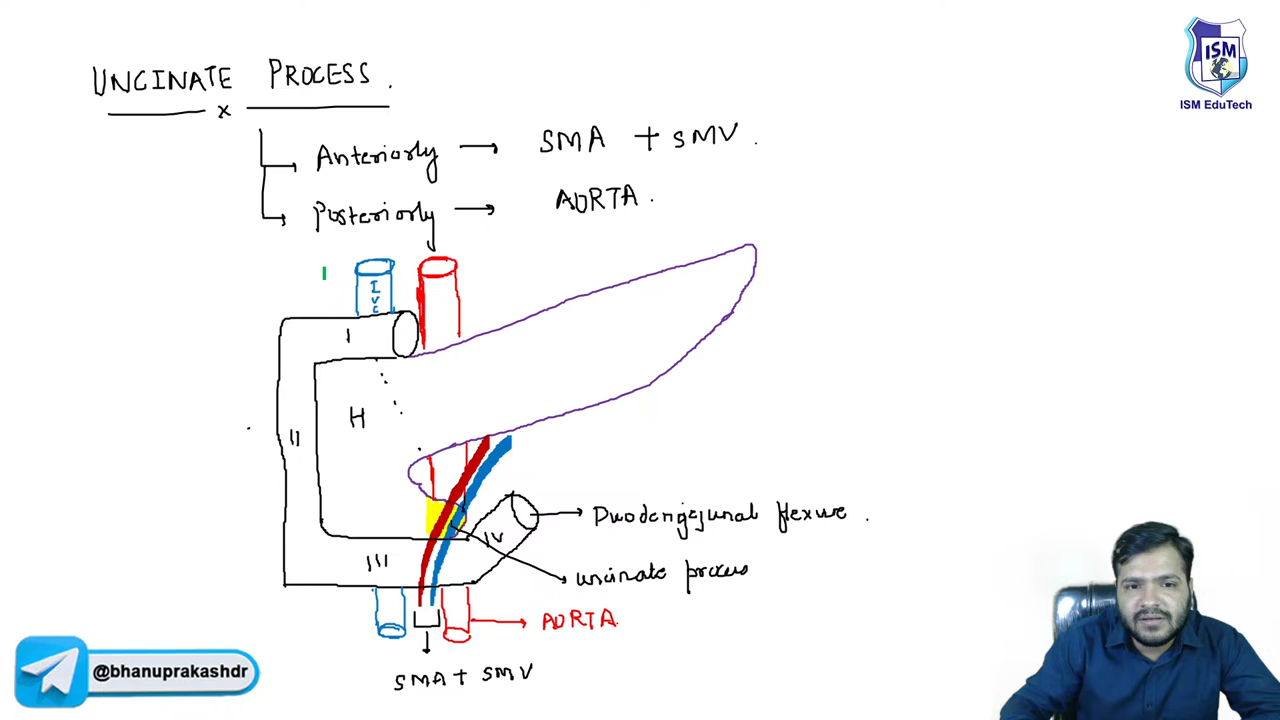 ISM
ISM EduTech
UNCINATE PROCESS.
Anteriorly → SMA + SMV.
Posteriorly → AORTA.
IVC
I
H
II
III
IV
Duodenojejunal flexure.
uncinate process
AORTA
SMA + SMV
@bhanuprakashdr